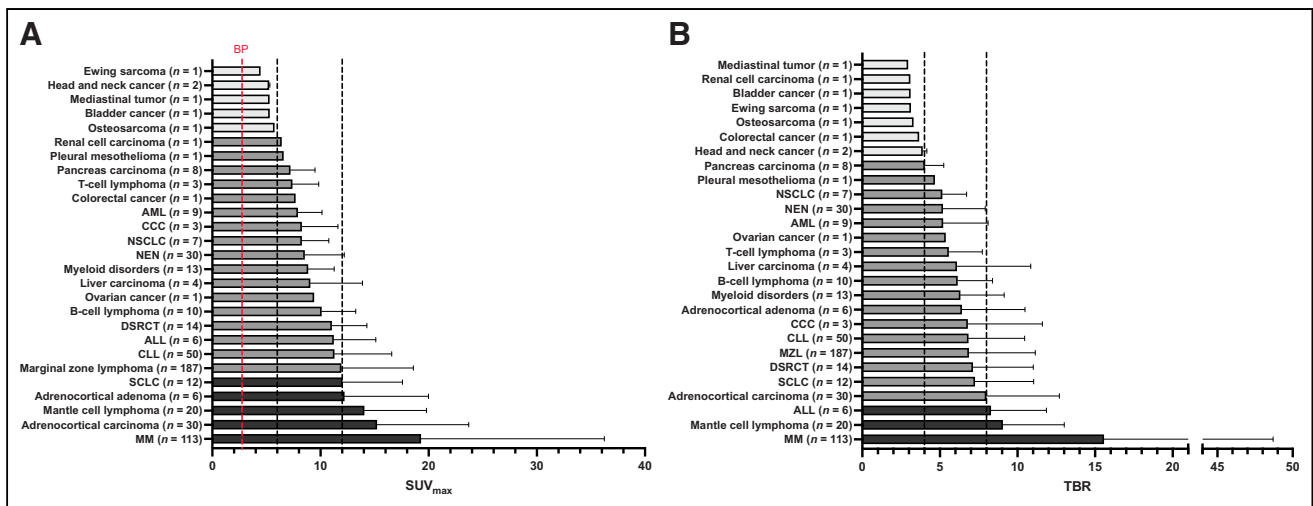 A
BP
Ewing sarcoma (n = 1)
Head and neck cancer (n = 2)
Mediastinal tumor (n = 1)
Bladder cancer (n = 1)
Osteosarcoma (n = 1)
Renal cell carcinoma (n = 1)
Pleural mesothelioma (n = 1)
Pancreas carcinoma (n = 8)
T-cell lymphoma (n = 3)
Colorectal cancer (n = 1)
AML (n = 9)
CCC (n = 3)
NSCLC (n = 7)
NEN (n = 30)
Myeloid disorders (n = 13)
Liver carcinoma (n = 4)
Ovarian cancer (n = 1)
B-cell lymphoma (n = 10)
DSRCT (n = 14)
ALL (n = 6)
CLL (n = 50)
Marginal zone lymphoma (n = 187)
SCLC (n = 12)
Adrenocortical adenoma (n = 6)
Mantle cell lymphoma (n = 20)
Adrenocortical carcinoma (n = 30)
MM (n = 113)
0 10 20 30 40
SUVmax
B
Mediastinal tumor (n = 1)
Renal cell carcinoma (n = 1)
Bladder cancer (n = 1)
Ewing sarcoma (n = 1)
Osteosarcoma (n = 1)
Colorectal cancer (n = 1)
Head and neck cancer (n = 2)
Pancreas carcinoma (n = 8)
Pleural mesothelioma (n = 1)
NSCLC (n = 7)
NEN (n = 30)
AML (n = 9)
Ovarian cancer (n = 1)
T-cell lymphoma (n = 3)
Liver carcinoma (n = 4)
B-cell lymphoma (n = 10)
Myeloid disorders (n = 13)
Adrenocortical adenoma (n = 6)
CCC (n = 3)
CLL (n = 50)
MZL (n = 187)
DSRCT (n = 14)
SCLC (n = 12)
Adrenocortical carcinoma (n = 30)
ALL (n = 6)
Mantle cell lymphoma (n = 20)
MM (n = 113)
0 5 10 15 20 45 50
TBR